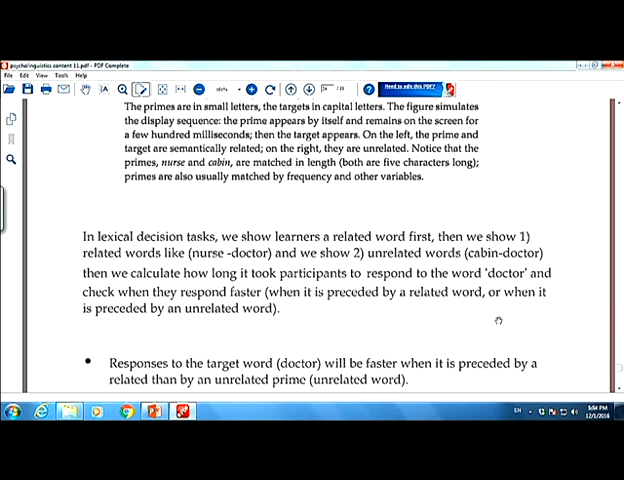 psycholinguistics content 11.pdf - PDF Complete
File Edit View Tools Help
Need to edit this PDF?
The primes are in small letters, the targets in capital letters. The figure simulates
the display sequence: the prime appears by itself and remains on the screen for
a few hundred milliseconds; then the target appears. On the left, the prime and
target are semantically related; on the right, they are unrelated. Notice that the
primes, nurse and cabin, are matched in length (both are five characters long);
primes are also usually matched by frequency and other variables.
In lexical decision tasks, we show learners a related word first, then we show 1)
related words like (nurse -doctor) and we show 2) unrelated words (cabin-doctor)
then we calculate how long it took participants to respond to the word 'doctor' and
check when they respond faster (when it is preceded by a related word, or when it
is preceded by an unrelated word).
• Responses to the target word (doctor) will be faster when it is preceded by a
related than by an unrelated prime (unrelated word).
EN
5:54 PM
12/1/2016